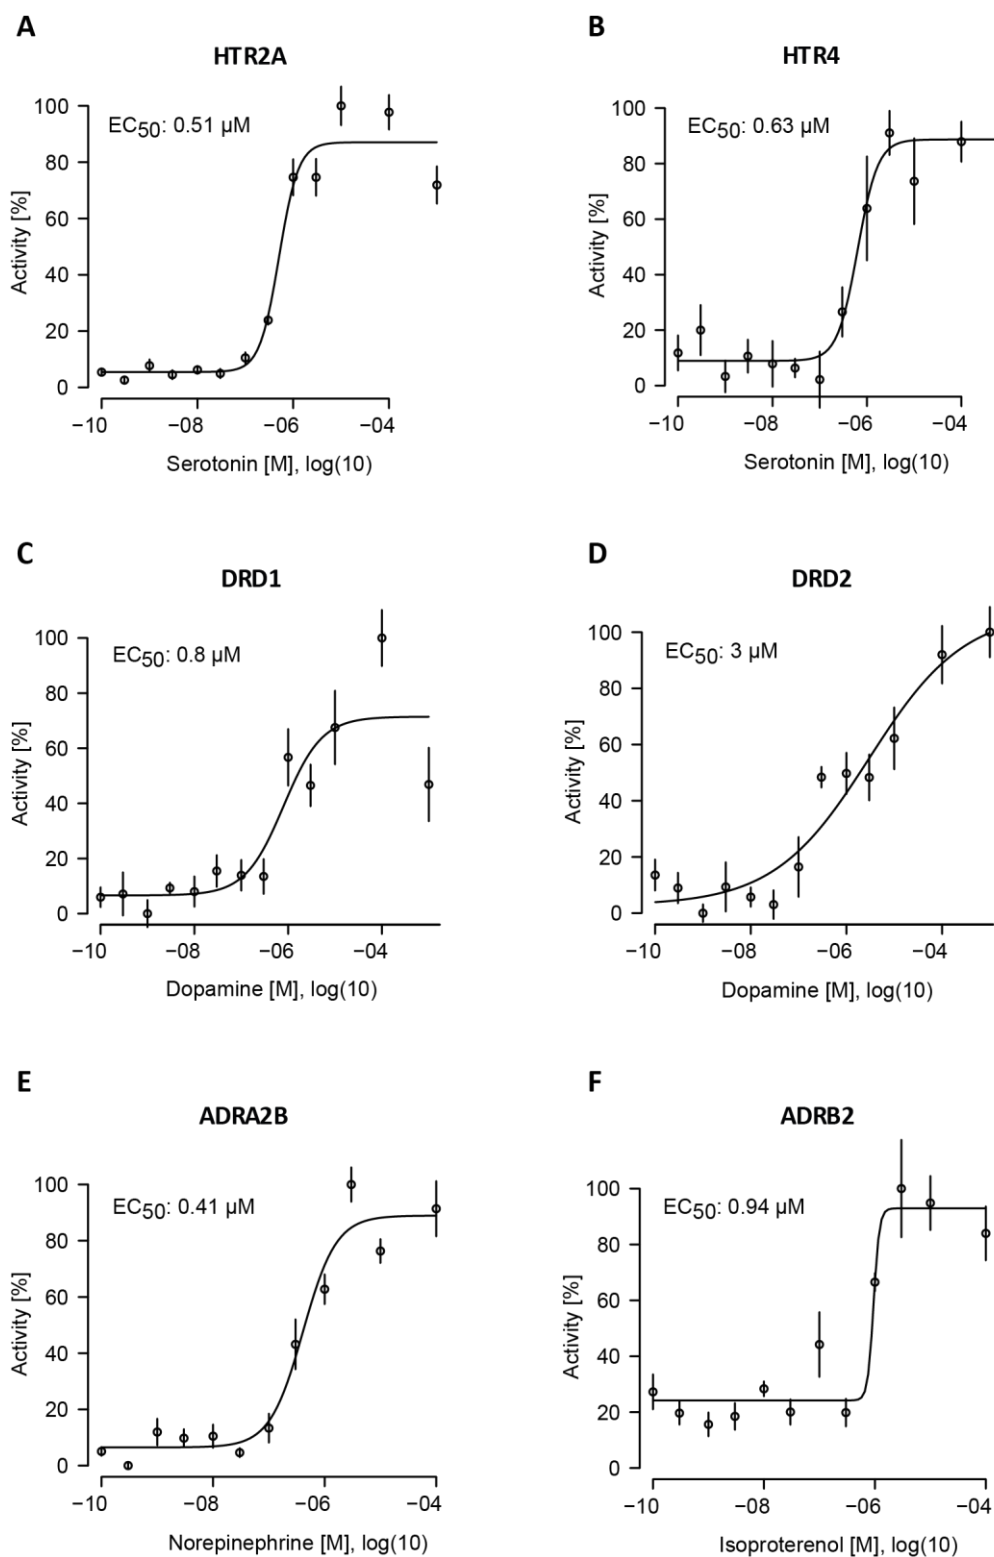 A
HTR2A
EC50: 0.51 µM
Activity [%]
100
80
60
40
20
0
−10
−08
−06
−04
Serotonin [M], log(10)
B
HTR4
EC50: 0.63 µM
Activity [%]
100
80
60
40
20
0
−10
−08
−06
−04
Serotonin [M], log(10)
C
DRD1
EC50: 0.8 µM
Activity [%]
100
80
60
40
20
0
−10
−08
−06
−04
Dopamine [M], log(10)
D
DRD2
EC50: 3 µM
Activity [%]
100
80
60
40
20
0
−10
−08
−06
−04
Dopamine [M], log(10)
E
ADRA2B
EC50: 0.41 µM
Activity [%]
100
80
60
40
20
0
−10
−08
−06
−04
Norepinephrine [M], log(10)
F
ADRB2
EC50: 0.94 µM
Activity [%]
100
80
60
40
20
0
−10
−08
−06
−04
Isoproterenol [M], log(10)